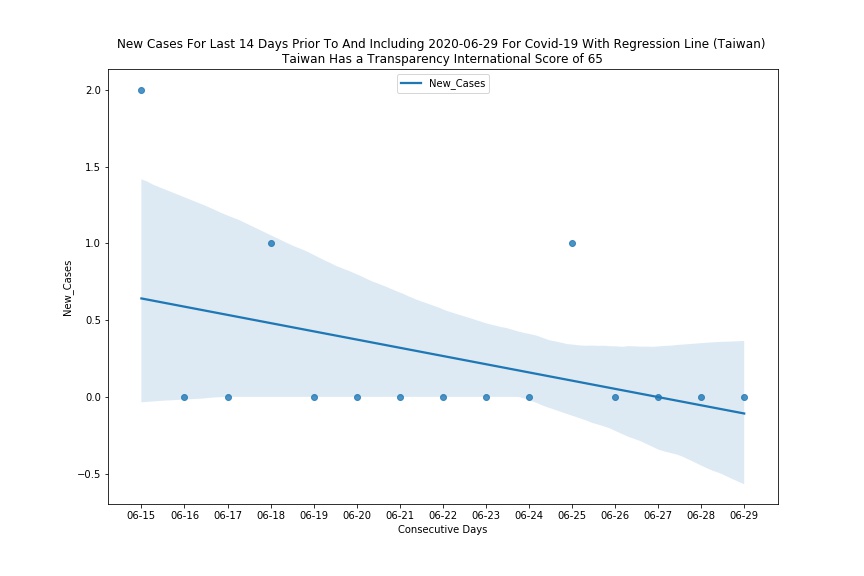 New Cases For Last 14 Days Prior To And Including 2020-06-29 For Covid-19 With Regression Line (Taiwan)
Taiwan Has a Transparency International Score of 65
New_Cases
2.0
1.5
1.0
0.5
0.0
−0.5
New_Cases
06-15 06-16 06-17 06-18 06-19 06-20 06-21 06-22 06-23 06-24 06-25 06-26 06-27 06-28 06-29
Consecutive Days